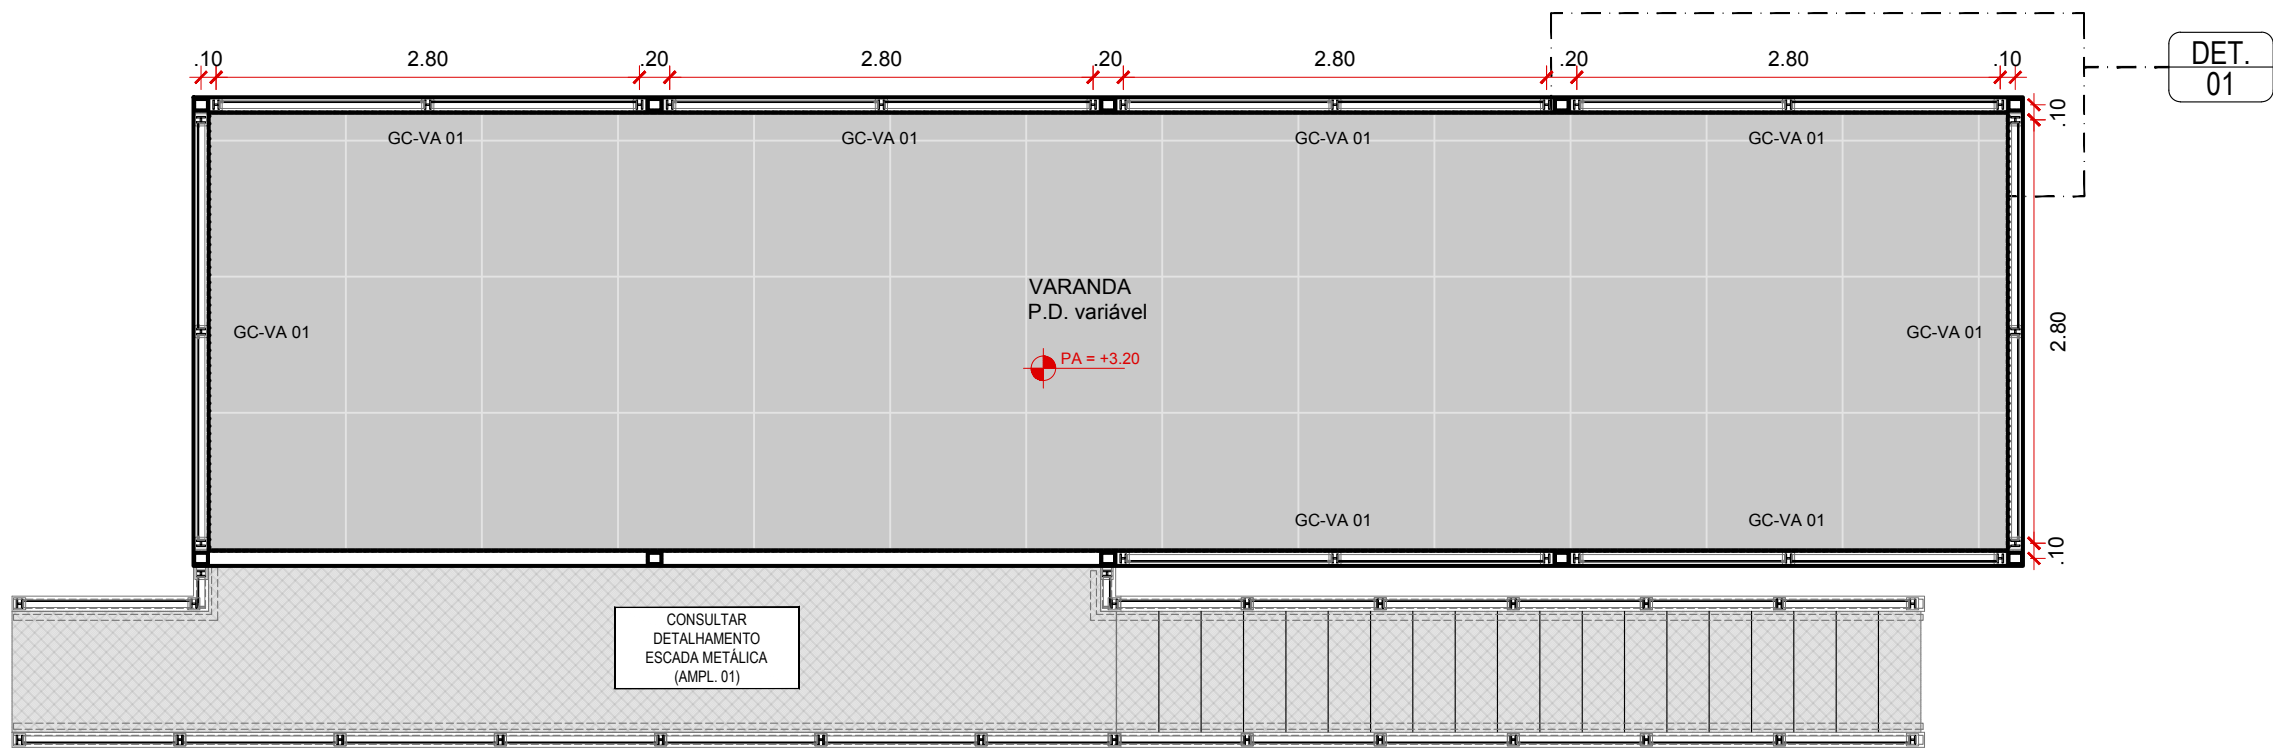 .10 2.80 .20 2.80 .20 2.80 .20 2.80 .10
DET.
01
.10
GC-VA 01 GC-VA 01 GC-VA 01 GC-VA 01
VARANDA
P.D. variável
GC-VA 01 GC-VA 01
2.80
PA = +3.20
GC-VA 01 GC-VA 01
.10
CONSULTAR
DETALHAMENTO
ESCADA METÁLICA
(AMPL. 01)